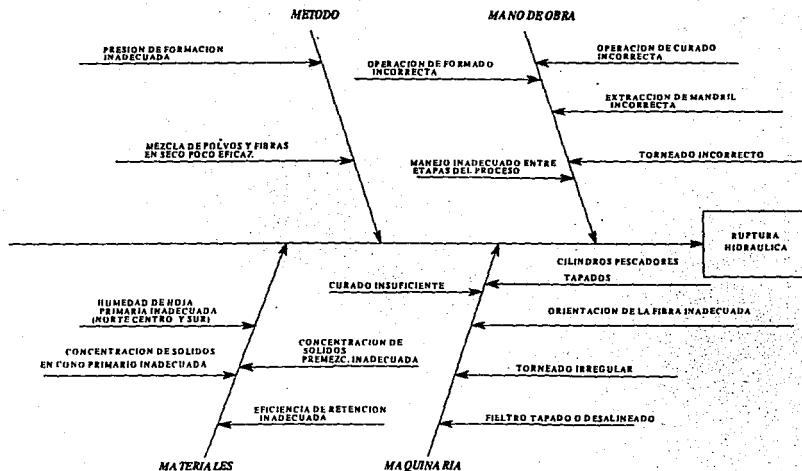 METODO
MANO DE OBRA
PRESION DE FORMACION
INADECUADA
OPERACION DE FORMADO
INCORRECTA
OPERACION DE CURADO
INCORRECTA
EXTRACCION DE MANDRIL
INCORRECTA
MEZCLA DE POLVOS Y FIBRAS
EN SECO POCO EFICAZ.
MANEJO INADECUADO ENTRE
ETAPAS DEL PROCESO
TORNEADO INCORRECTO
RUPTURA
HIDRAULICA
CILINDROS PESCADORES
TAPADOS
CURADO INSUFICIENTE
HUMEDAD DE HOJA
PRIMARIA INADECUADA
(NORTE CENTRO Y SUR)
ORIENTACION DE LA FIBRA INADECUADA
CONCENTRACION DE SOLIDOS
EN CONO PRIMARIO INADECUADA
CONCENTRACION DE
SOLIDOS
PREMEZC. INADECUADA
TORNEADO IRREGULAR
EFICIENCIA DE RETENCION
INADECUADA
FIELTRO TAPADO O DESALINEADO
MATERIALES
MAQUINARIA